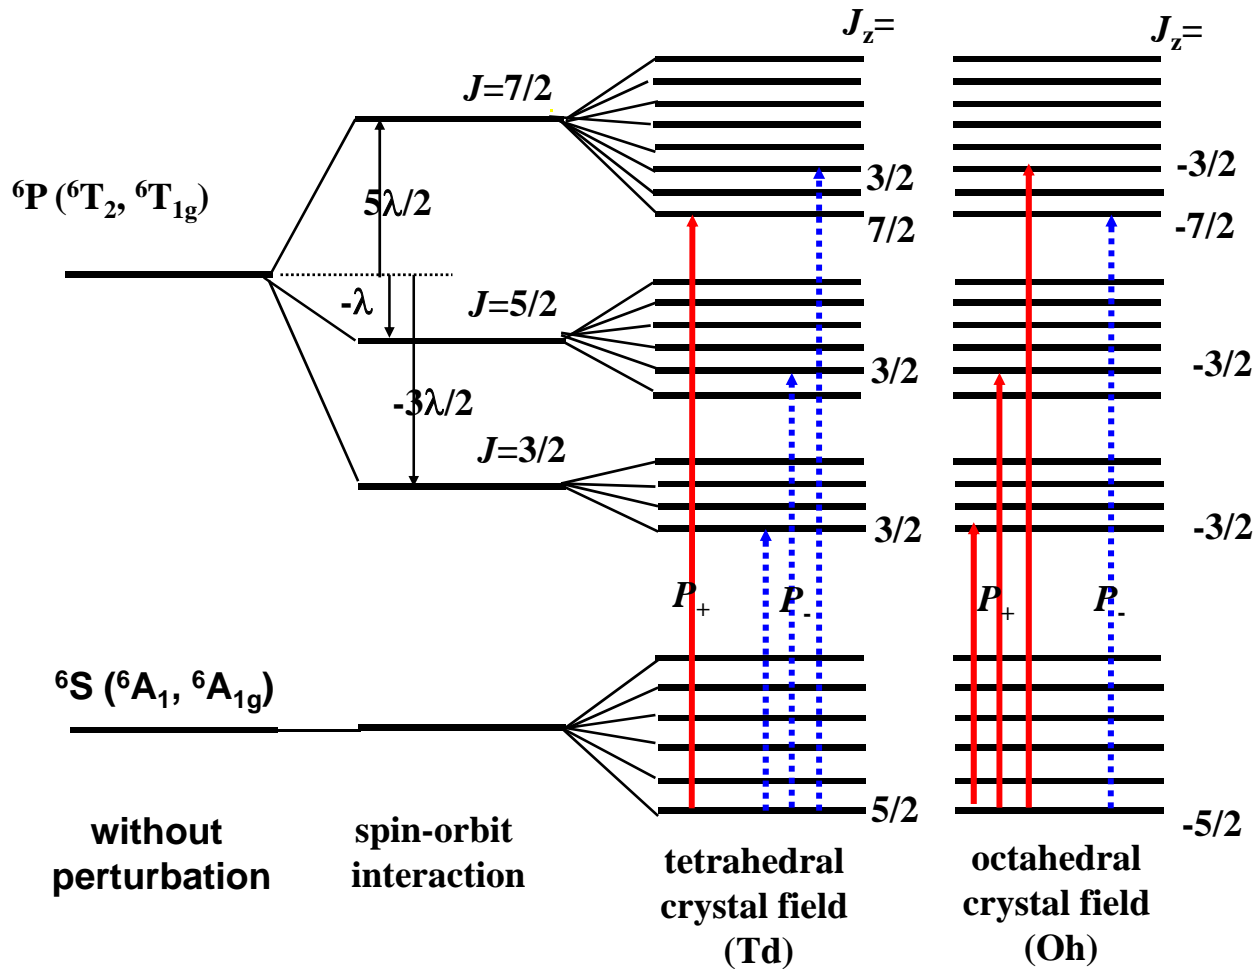 J_z=
J_z=
J=7/2
⁶P (⁶T₂, ⁶T₁g)
5λ/2
3/2
-3/2
7/2
-7/2
-λ
J=5/2
3/2
-3/2
-3λ/2
J=3/2
3/2
-3/2
P₊
P₋
P₊
P₋
⁶S (⁶A₁, ⁶A₁g)
5/2
-5/2
without
perturbation
spin-orbit
interaction
tetrahedral
crystal field
(Td)
octahedral
crystal field
(Oh)